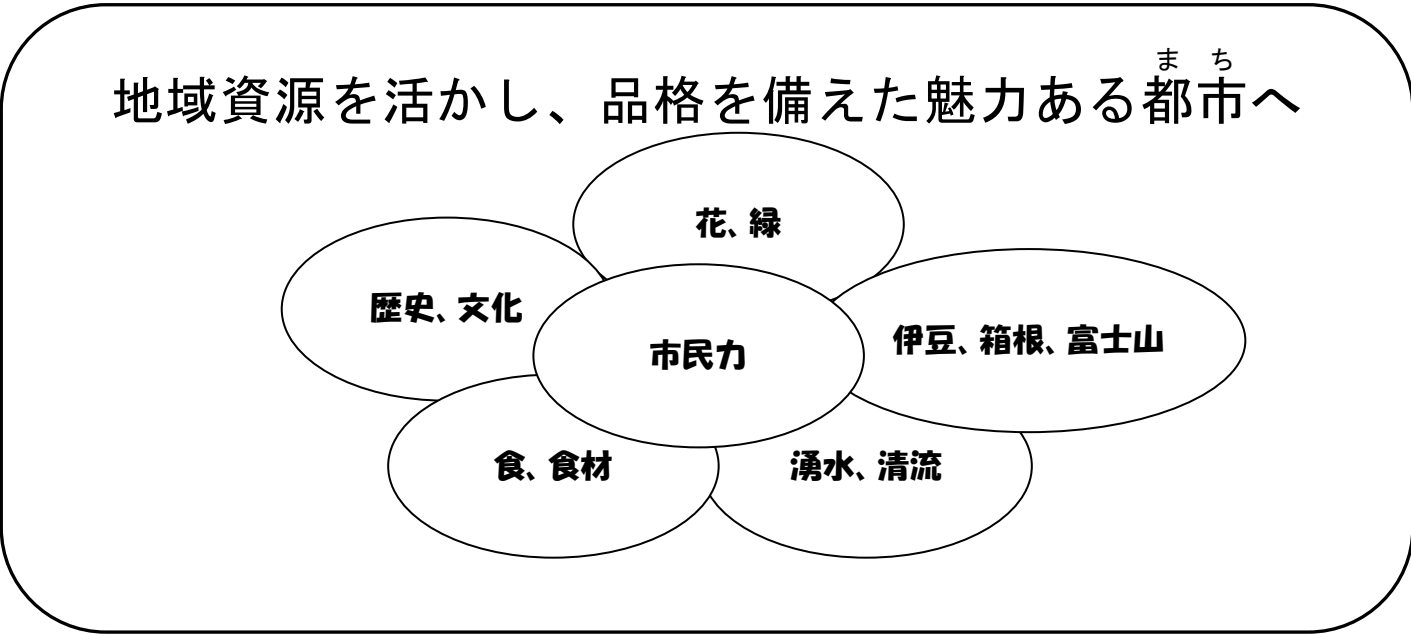 まち
地域資源を活かし、品格を備えた魅力ある都市へ
花、緑
歴史、文化
伊豆、箱根、富士山
市民力
食、食材
湧水、清流